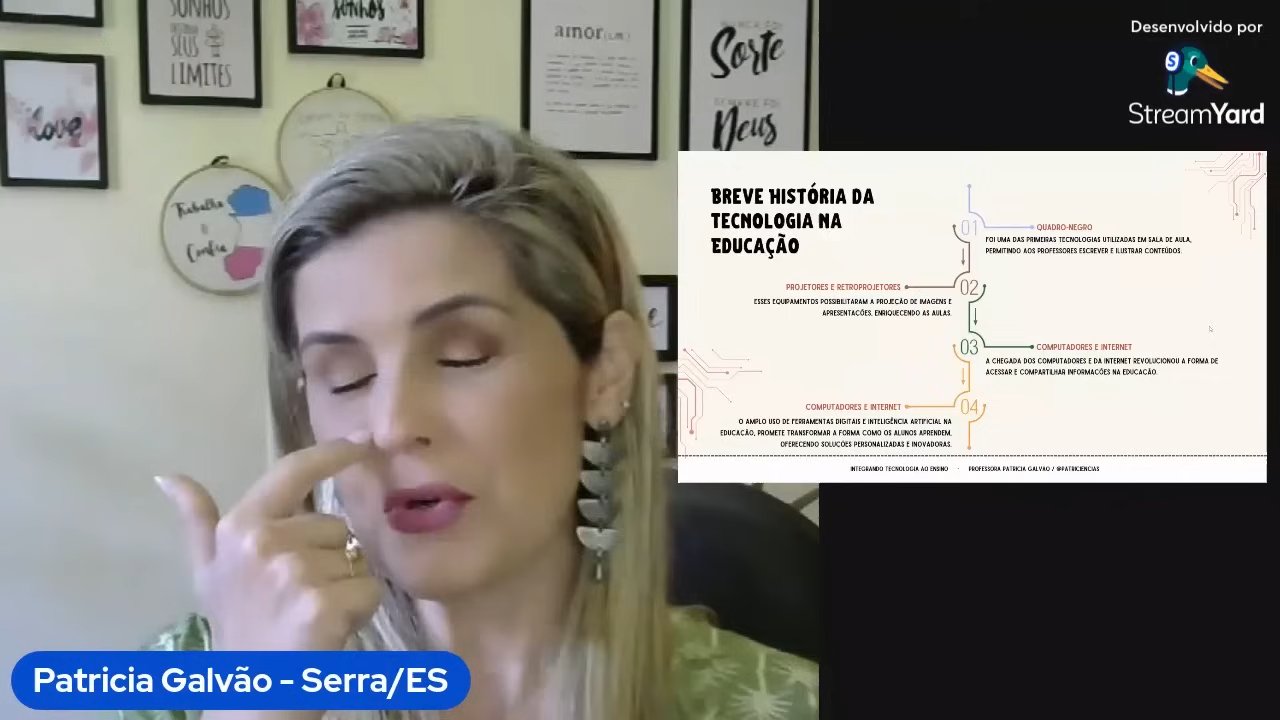 SONHOS
SEUS
LIMITES
sonhos
amor
Sorte
SEMPRE FOI
Deus
love
Trabalha
e
Confia
Desenvolvido por
StreamYard
BREVE HISTÓRIA DA
TECNOLOGIA NA
EDUCAÇÃO
01
QUADRO-NEGRO
FOI UMA DAS PRIMEIRAS TECNOLOGIAS UTILIZADAS EM SALA DE AULA,
PERMITINDO AOS PROFESSORES ESCREVER E ILUSTRAR CONTEÚDOS.
PROJETORES E RETROPROJETORES
02
ESSES EQUIPAMENTOS POSSIBILITARAM A PROJEÇÃO DE IMAGENS E
APRESENTAÇÕES, ENRIQUECENDO AS AULAS.
03
COMPUTADORES E INTERNET
A CHEGADA DOS COMPUTADORES E DA INTERNET REVOLUCIONOU A FORMA DE
ACESSAR E COMPARTILHAR INFORMAÇÕES NA EDUCAÇÃO.
COMPUTADORES E INTERNET
04
O AMPLO USO DE FERRAMENTAS DIGITAIS E INTELIGÊNCIA ARTIFICIAL NA
EDUCAÇÃO, PROMETE TRANSFORMAR A FORMA COMO OS ALUNOS APRENDEM,
OFERECENDO SOLUÇÕES PERSONALIZADAS E INOVADORAS.
INTEGRANDO TECNOLOGIA AO ENSINO · PROFESSORA PATRICIA GALVAO / @PATRICIENCIAS
Patricia Galvão - Serra/ES